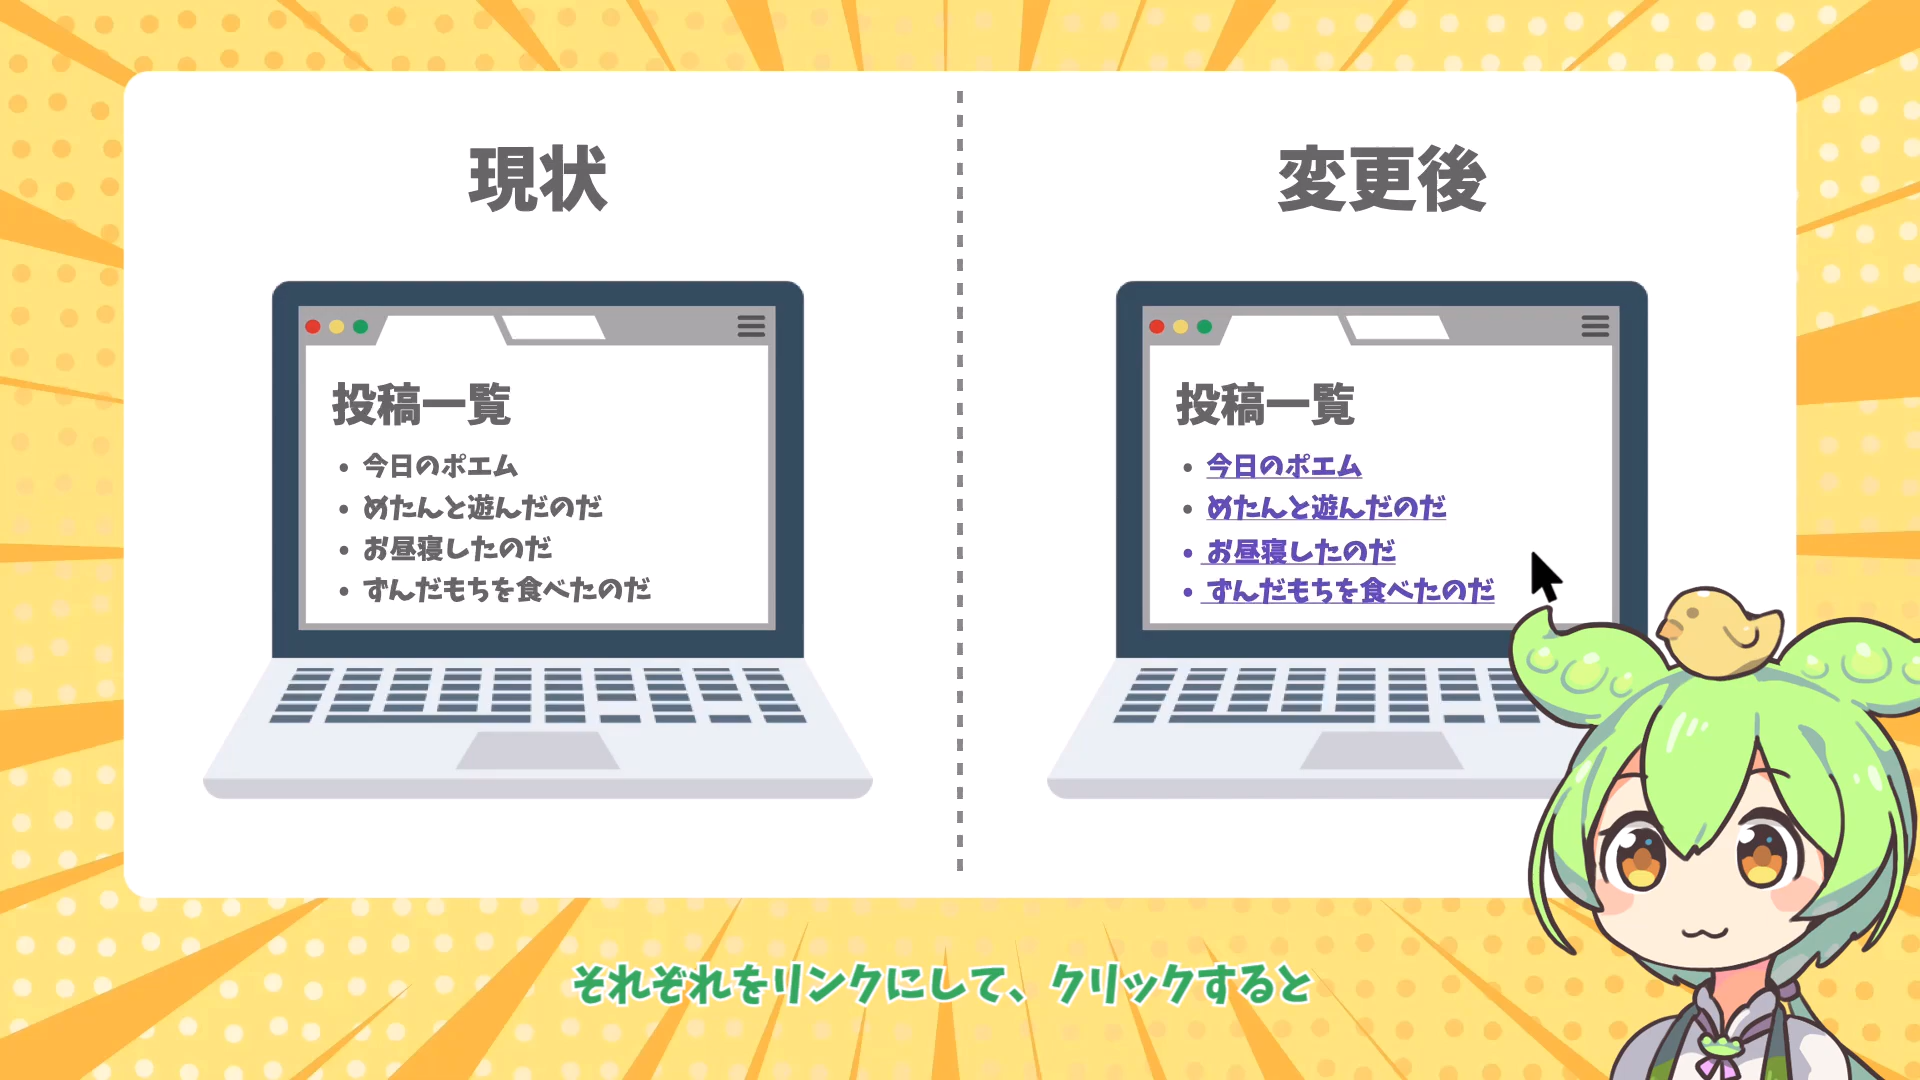 現状
投稿一覧
• 今日のポエム
• めたんと遊んだのだ
• お昼寝したのだ
• ずんだもちを食べたのだ
変更後
投稿一覧
• 今日のポエム
• めたんと遊んだのだ
• お昼寝したのだ
• ずんだもちを食べたのだ
それぞれをリンクにして、クリックすると